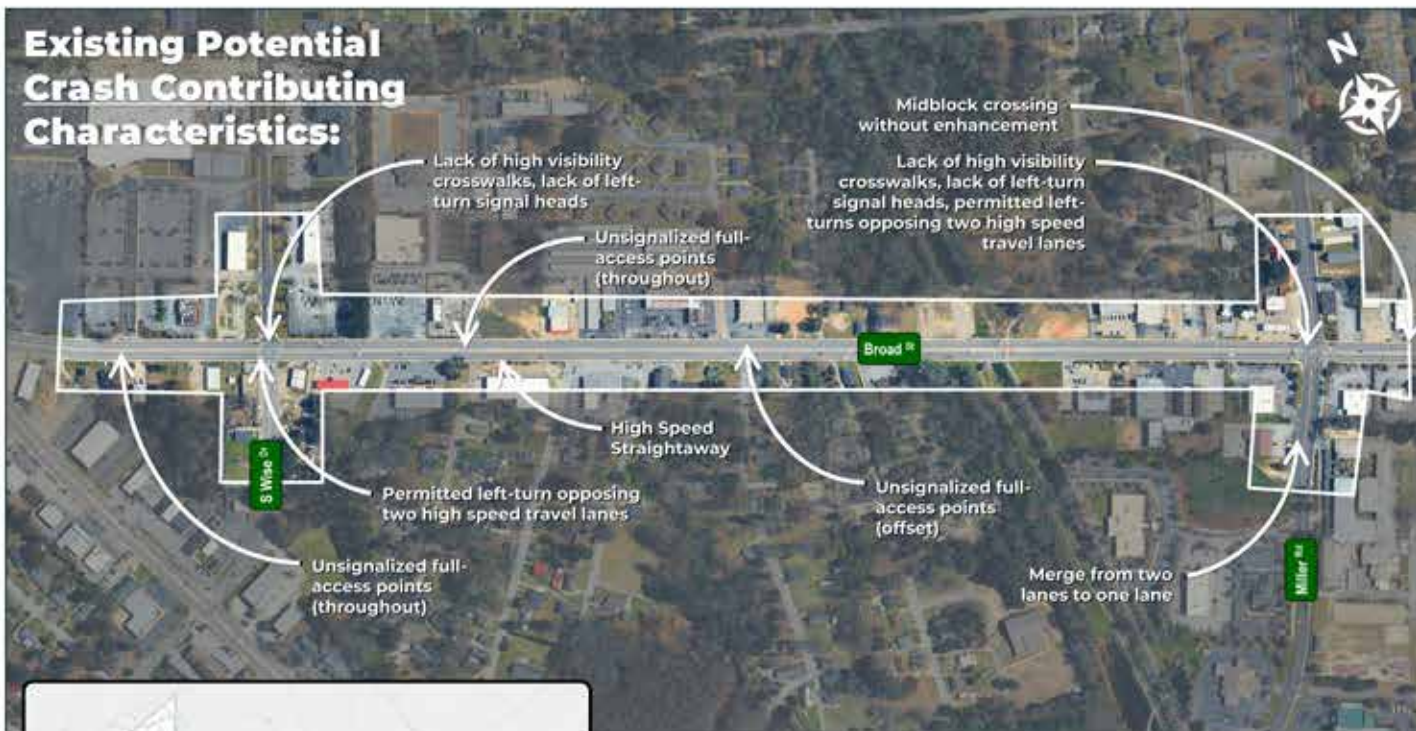 Existing Potential
Crash Contributing
Characteristics:
N
Midblock crossing
without enhancement
Lack of high visibility
crosswalks, lack of left-
turn signal heads
Lack of high visibility
crosswalks, lack of left-turn
signal heads, permitted left-
turns opposing two high speed
travel lanes
Unsignalized full-
access points
(throughout)
Broad St
High Speed
Straightaway
S Wise Dr
Permitted left-turn opposing
two high speed travel lanes
Unsignalized full-
access points
(offset)
Unsignalized full-
access points
(throughout)
Merge from two
lanes to one lane
Miller Rd